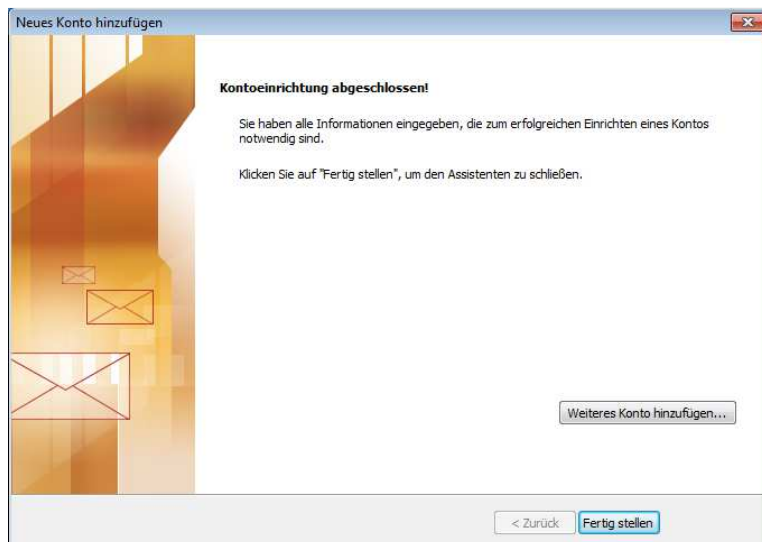 Neues Konto hinzufügen
Kontoeinrichtung abgeschlossen!
Sie haben alle Informationen eingegeben, die zum erfolgreichen Einrichten eines Kontos
notwendig sind.
Klicken Sie auf "Fertig stellen", um den Assistenten zu schließen.
Weiteres Konto hinzufügen...
< Zurück
Fertig stellen